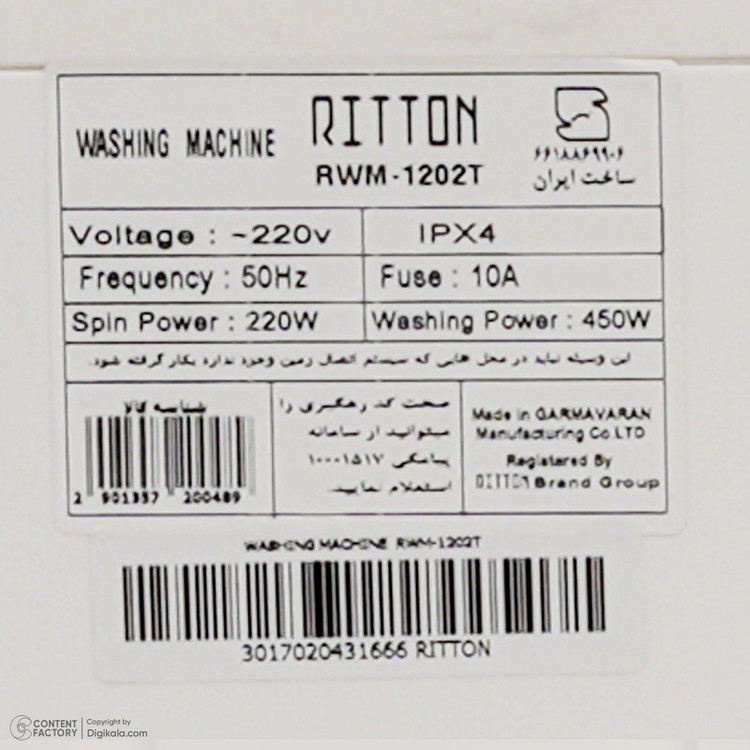 WASHING MACHINE
RITTON
RWM-1202T
۶۶۱۸۸۶۹۹۰۶
ساخت ایران
Voltage : ~220v
IPX4
Frequency : 50Hz
Fuse : 10A
Spin Power : 220W
Washing Power : 450W
این وسیله نباید در محل هایی که سیستم اتصال زمین وجود ندارد بکار گرفته شود.
شناسه کالا
2 901357 200489
صحت کد رهگیری را
میتوانید از سامانه
پیامکی ۱۰۰۰۱۵۱۷
استعلام نمایید.
Made in GARMAVARAN
Manufacturing Co.LTD
Registered By
RITTON Brand Group
WASHING MACHINE RWM-1202T
3017020431666 RITTON
CONTENT FACTORY
Copyright by
Digikala.com